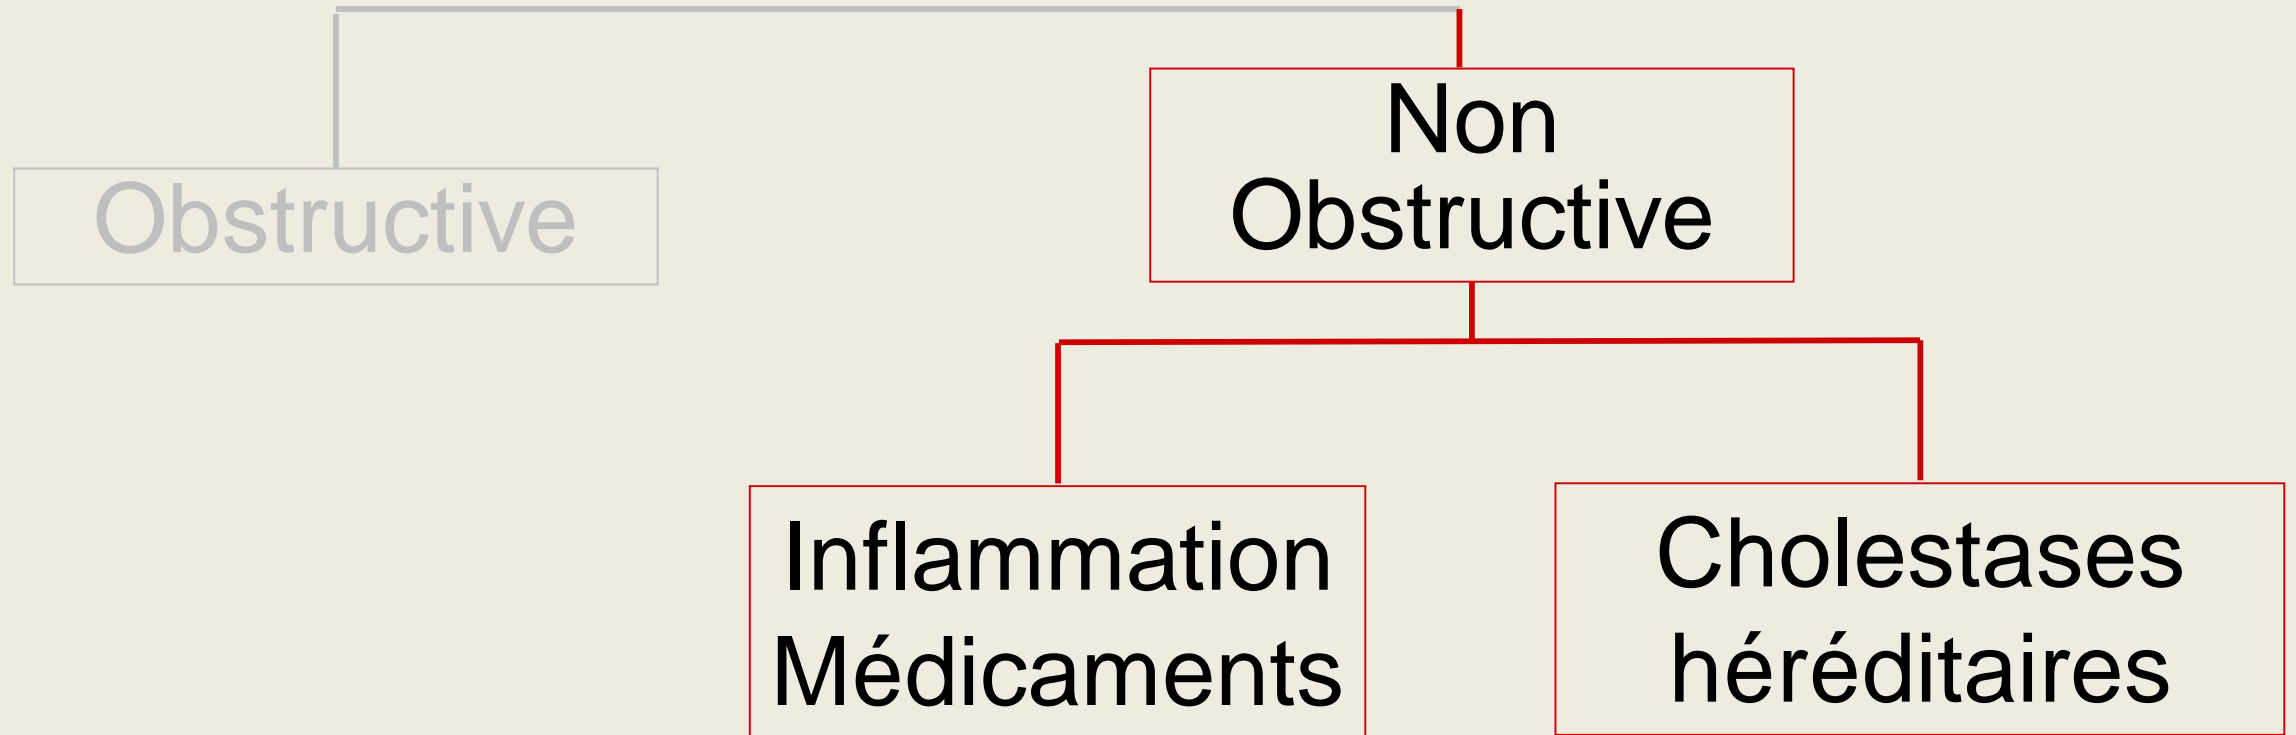 Obstructive
Non
Obstructive
Inflammation
Médicaments
Cholestases
héréditaires